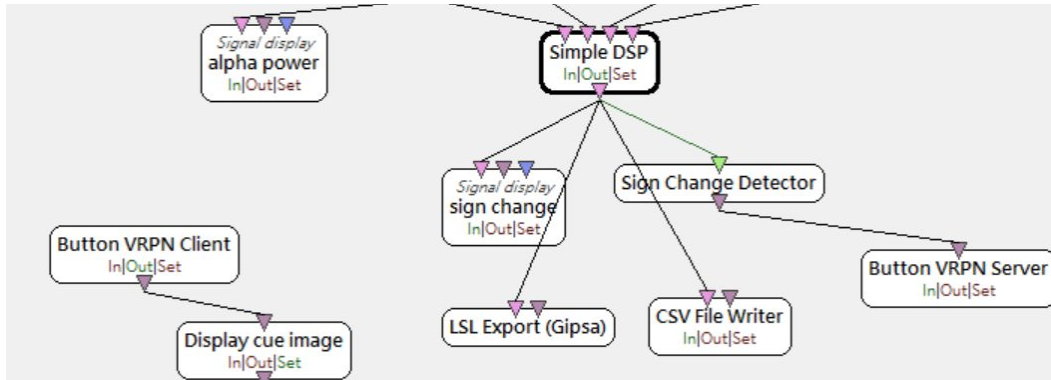 Signal display
alpha power
In|Out|Set
Simple DSP
In|Out|Set
Signal display
sign change
In|Out|Set
Sign Change Detector
Button VRPN Client
In|Out|Set
Button VRPN Server
In|Out|Set
LSL Export (Gipsa)
CSV File Writer
In|Out|Set
Display cue image
In|Out|Set